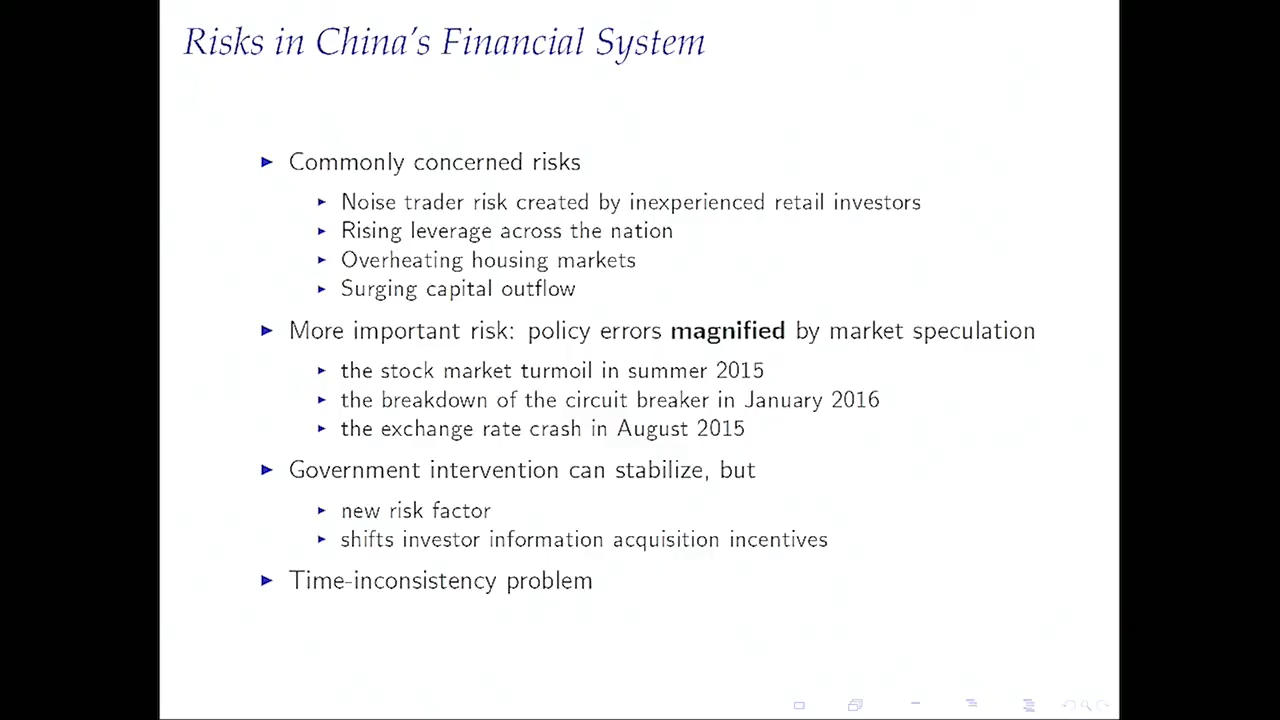 Risks in China's Financial System
Commonly concerned risks
Noise trader risk created by inexperienced retail investors
Rising leverage across the nation
Overheating housing markets
Surging capital outflow
More important risk: policy errors magnified by market speculation
the stock market turmoil in summer 2015
the breakdown of the circuit breaker in January 2016
the exchange rate crash in August 2015
Government intervention can stabilize, but
new risk factor
shifts investor information acquisition incentives
Time-inconsistency problem